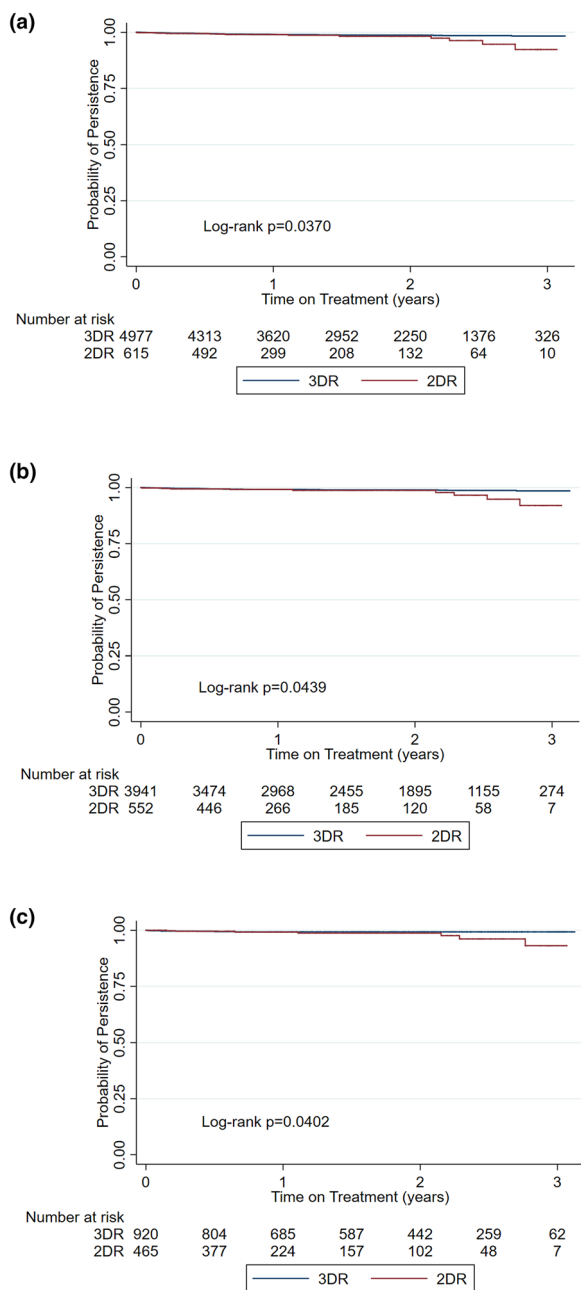 (a)
1.00
0.75
0.50
0.25
0.00
Probability of Persistence
Log-rank p=0.0370
0 1 2 3
Time on Treatment (years)
Number at risk
3DR 4977 4313 3620 2952 2250 1376 326
2DR 615 492 299 208 132 64 10
3DR 2DR
(b)
1.00
0.75
0.50
0.25
0.00
Probability of Persistence
Log-rank p=0.0439
0 1 2 3
Time on Treatment (years)
Number at risk
3DR 3941 3474 2968 2455 1895 1155 274
2DR 552 446 266 185 120 58 7
3DR 2DR
(c)
1.00
0.75
0.50
0.25
0.00
Probability of Persistence
Log-rank p=0.0402
0 1 2 3
Time on Treatment (years)
Number at risk
3DR 920 804 685 587 442 259 62
2DR 465 377 224 157 102 48 7
3DR 2DR